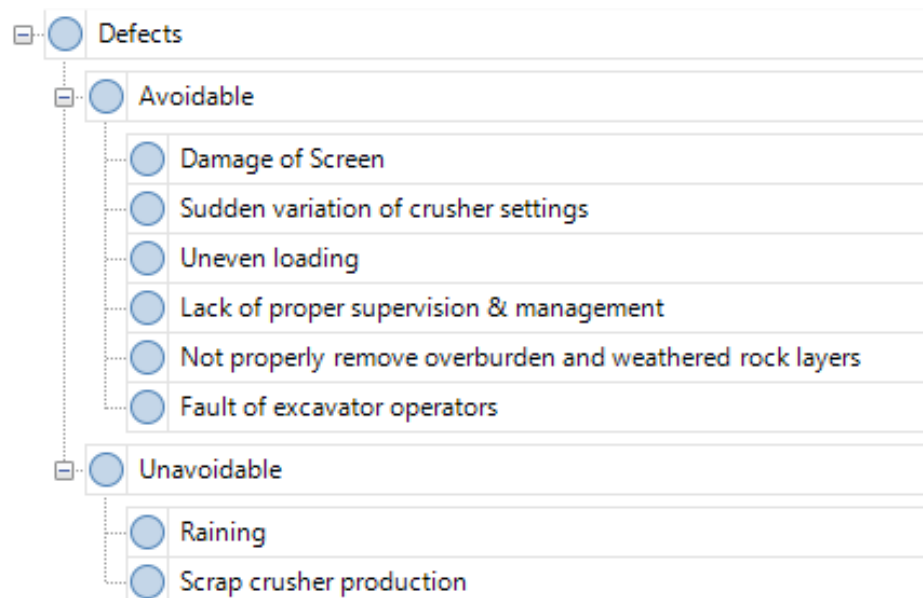 Defects
Avoidable
Damage of Screen
Sudden variation of crusher settings
Uneven loading
Lack of proper supervision & management
Not properly remove overburden and weathered rock layers
Fault of excavator operators
Unavoidable
Raining
Scrap crusher production